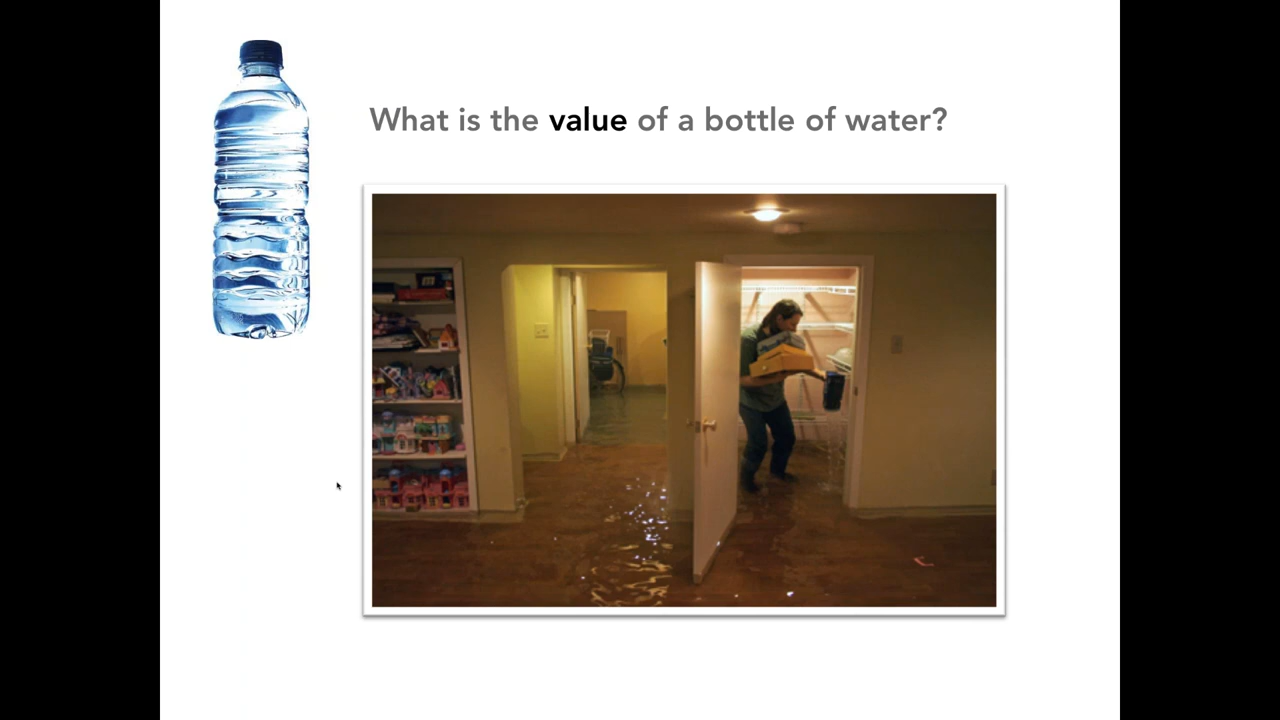 What is the value of a bottle of water?